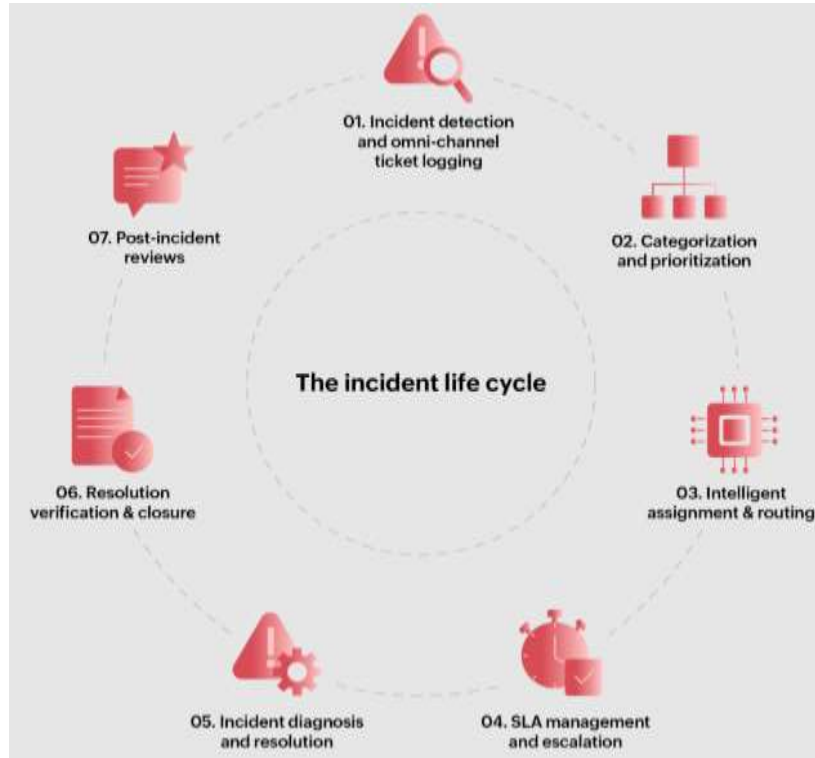 01. Incident detection
and omni-channel
ticket logging
02. Categorization
and prioritization
03. Intelligent
assignment & routing
04. SLA management
and escalation
05. Incident diagnosis
and resolution
06. Resolution
verification & closure
07. Post-incident
reviews
The incident life cycle